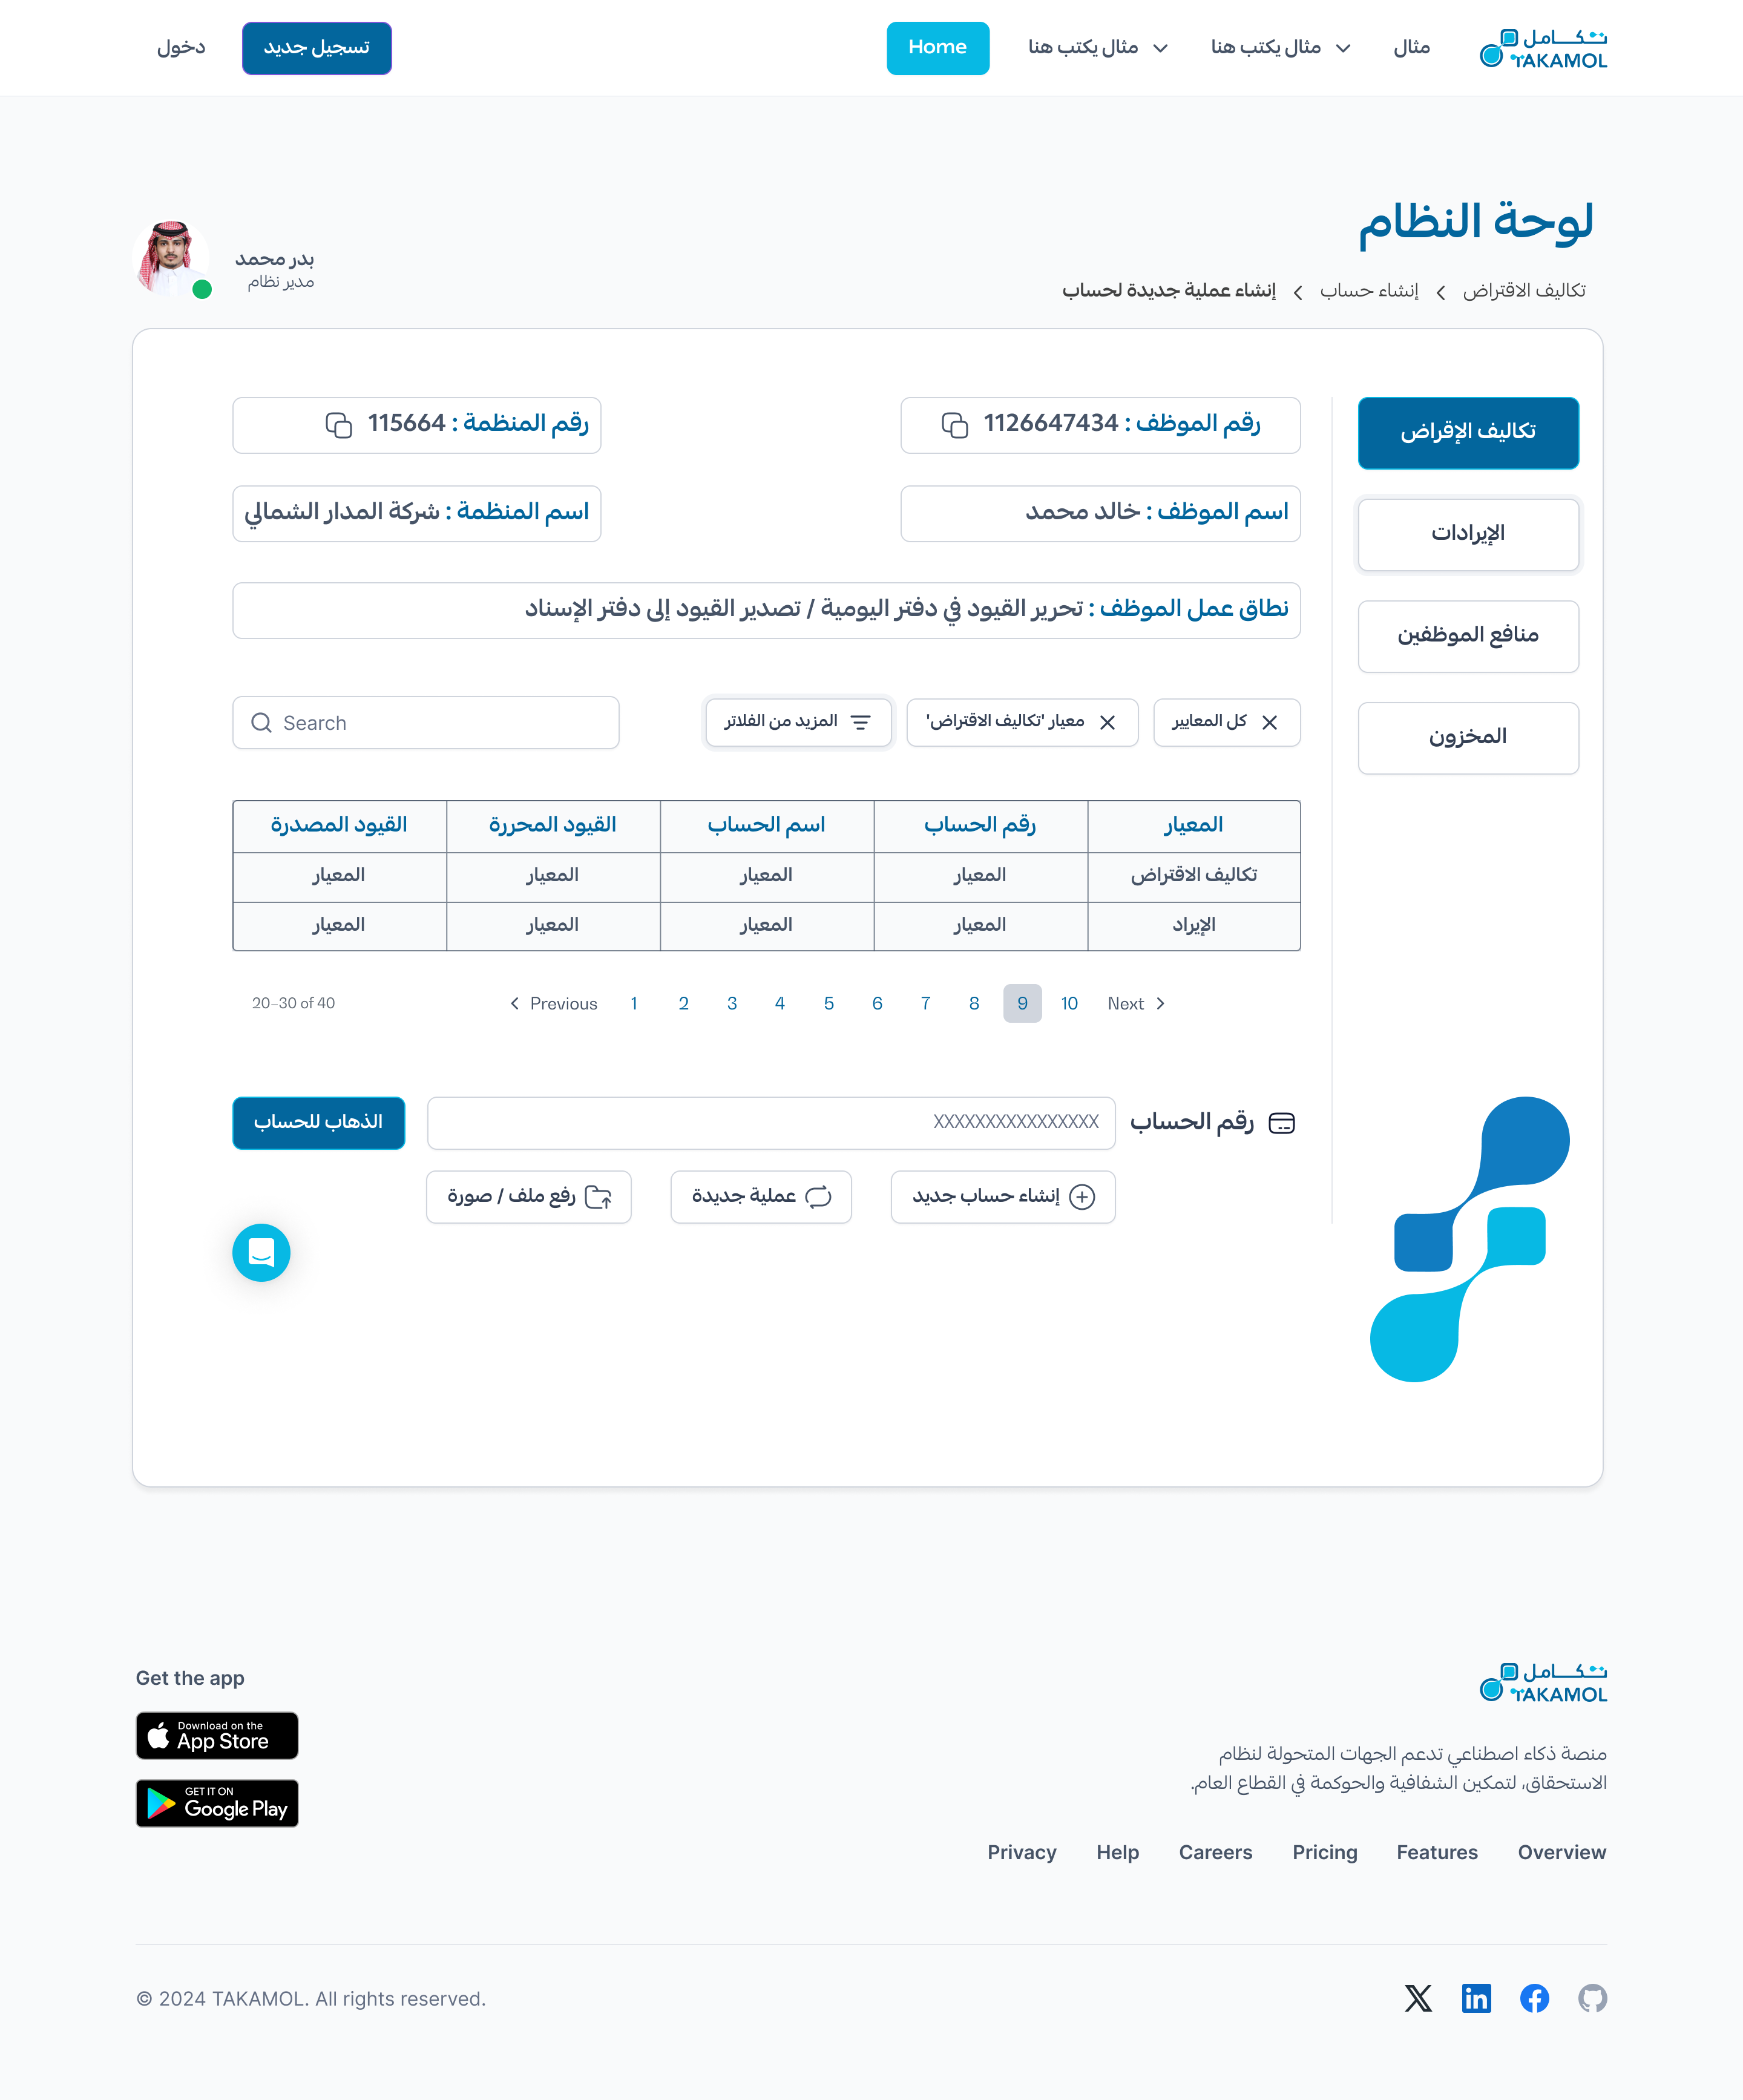 تكامل
TAKAMOL
مثال
مثال يكتب هنا
مثال يكتب هنا
Home
تسجيل جديد
دخول
لوحة النظام
تكاليف الاقتراض
إنشاء حساب
إنشاء عملية جديدة لحساب
بدر محمد
مدير نظام
تكاليف الإقراض
الإيرادات
منافع الموظفين
المخزون
رقم الموظف : 1126647434
رقم المنظمة : 115664
اسم الموظف : خالد محمد
اسم المنظمة : شركة المدار الشمالي
نطاق عمل الموظف : تحرير القيود في دفتر اليومية / تصدير القيود إلى دفتر الإسناد
كل المعايير
معيار 'تكاليف الاقتراض'
المزيد من الفلاتر
Search
المعيار رقم الحساب اسم الحساب القيود المحررة القيود المصدرة
تكاليف الاقتراض المعيار المعيار المعيار المعيار
الإيراد المعيار المعيار المعيار المعيار
20–30 of 40
Previous 1 2 3 4 5 6 7 8 9 10 Next
رقم الحساب
XXXXXXXXXXXXXXXX
الذهاب للحساب
إنشاء حساب جديد
عملية جديدة
رفع ملف / صورة
تكامل
TAKAMOL
منصة ذكاء اصطناعي تدعم الجهات المتحولة لنظام
الاستحقاق، لتمكين الشفافية والحوكمة في القطاع العام.
Privacy Help Careers Pricing Features Overview
Get the app
Download on the
App Store
GET IT ON
Google Play
© 2024 TAKAMOL. All rights reserved.